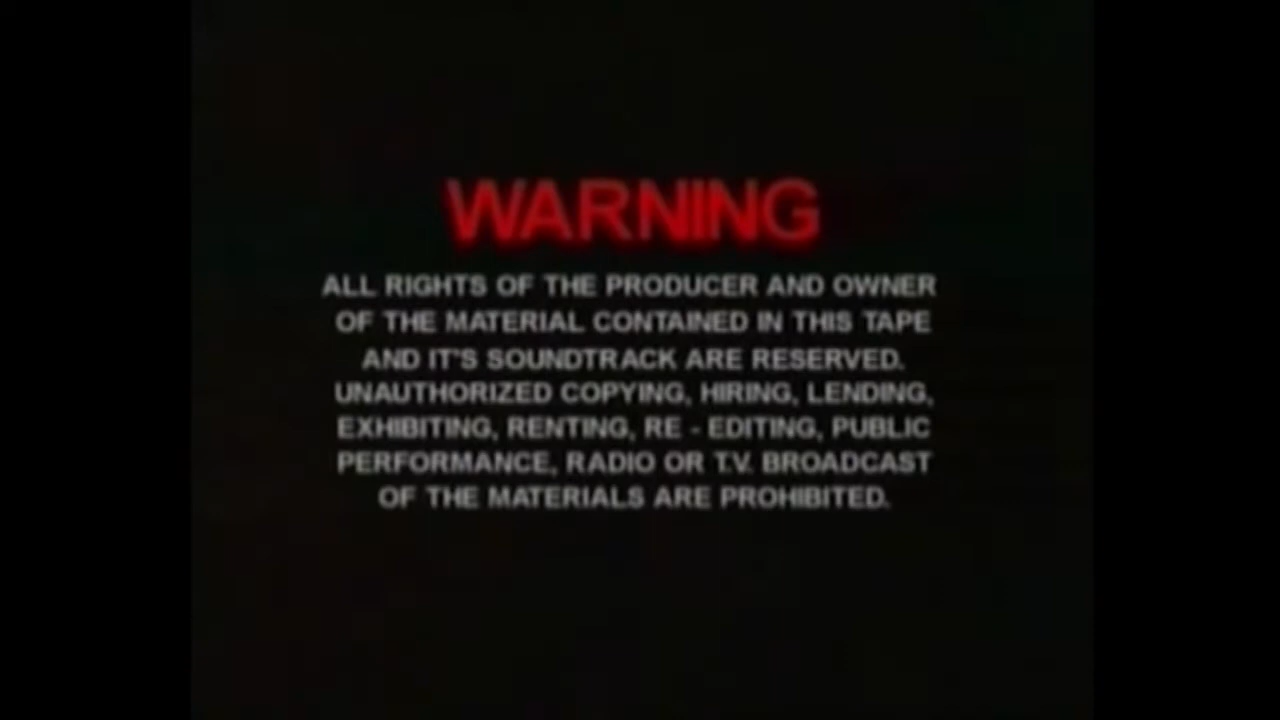 WARNING
ALL RIGHTS OF THE PRODUCER AND OWNER
OF THE MATERIAL CONTAINED IN THIS TAPE
AND IT'S SOUNDTRACK ARE RESERVED.
UNAUTHORIZED COPYING, HIRING, LENDING,
EXHIBITING, RENTING, RE - EDITING, PUBLIC
PERFORMANCE, RADIO OR T.V. BROADCAST
OF THE MATERIALS ARE PROHIBITED.